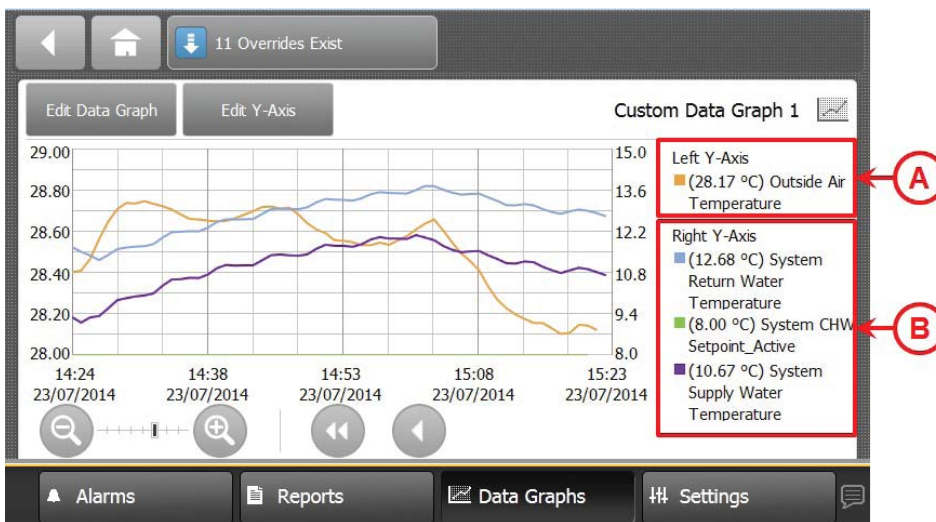 11 Overrides Exist
Edit Data Graph
Edit Y-Axis
Custom Data Graph 1
29.00
28.80
28.60
28.40
28.20
28.00
15.0
13.6
12.2
10.8
9.4
8.0
14:24
23/07/2014
14:38
23/07/2014
14:53
23/07/2014
15:08
23/07/2014
15:23
23/07/2014
Left Y-Axis
(28.17 ºC) Outside Air
Temperature
A
Right Y-Axis
(12.68 ºC) System
Return Water
Temperature
(8.00 ºC) System CHW
Setpoint_Active
(10.67 ºC) System
Supply Water
Temperature
B
Alarms
Reports
Data Graphs
Settings